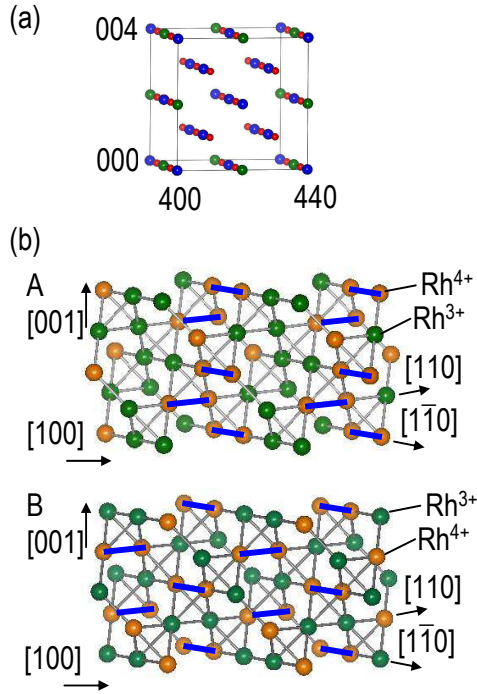 (a)
004
000
400
440
(b)
A
[001]
Rh4+
Rh3+
[110]
[11̅0]
[100]
B
[001]
Rh3+
Rh4+
[110]
[11̅0]
[100]